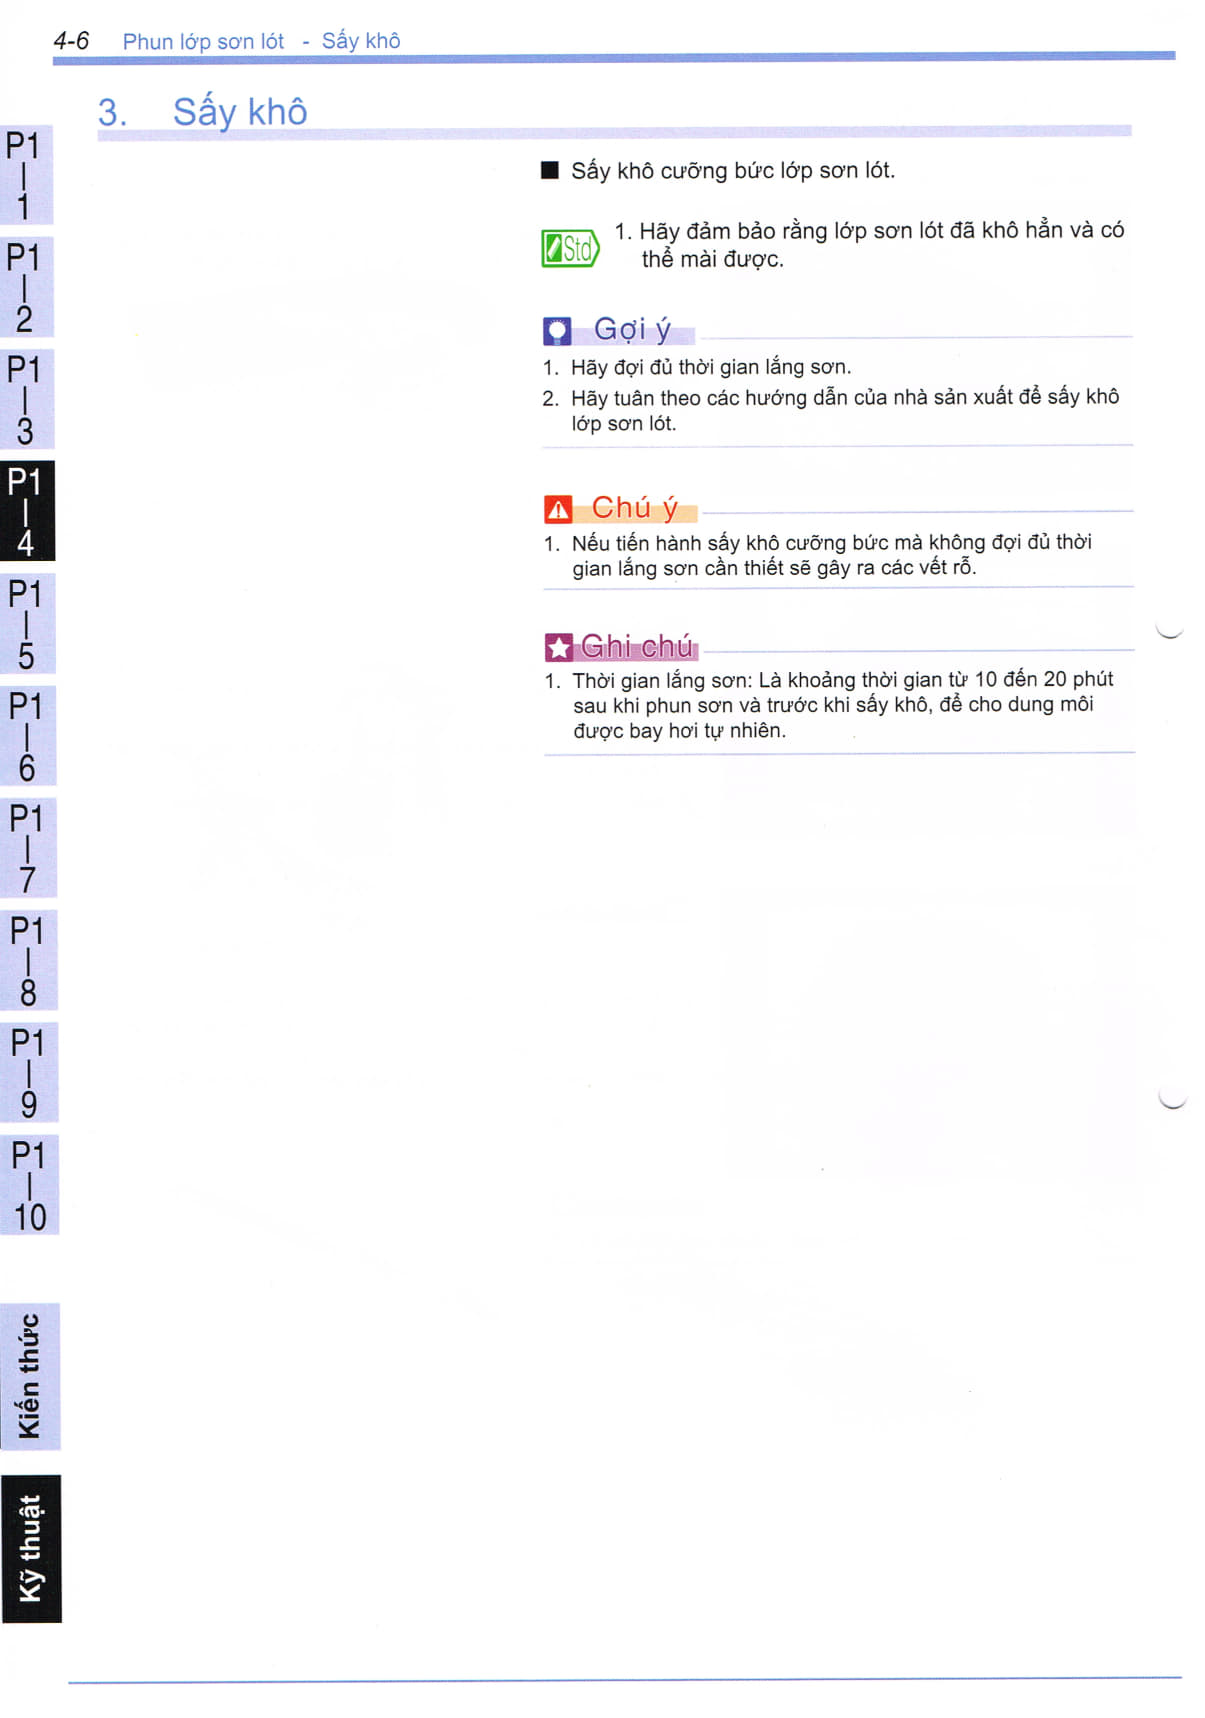 4-6 Phun lớp sơn lót - Sấy khô
3. Sấy khô
■ Sấy khô cưỡng bức lớp sơn lót.
Std
1. Hãy đảm bảo rằng lớp sơn lót đã khô hẳn và có
thể mài được.
Gợi ý
1. Hãy đợi đủ thời gian lắng sơn.
2. Hãy tuân theo các hướng dẫn của nhà sản xuất để sấy khô
lớp sơn lót.
Chú ý
1. Nếu tiến hành sấy khô cưỡng bức mà không đợi đủ thời
gian lắng sơn cần thiết sẽ gây ra các vết rỗ.
Ghi chú
1. Thời gian lắng sơn: Là khoảng thời gian từ 10 đến 20 phút
sau khi phun sơn và trước khi sấy khô, để cho dung môi
được bay hơi tự nhiên.
P1
1
P1
2
P1
3
P1
4
P1
5
P1
6
P1
7
P1
8
P1
9
P1
10
Kiến thức
Kỹ thuật